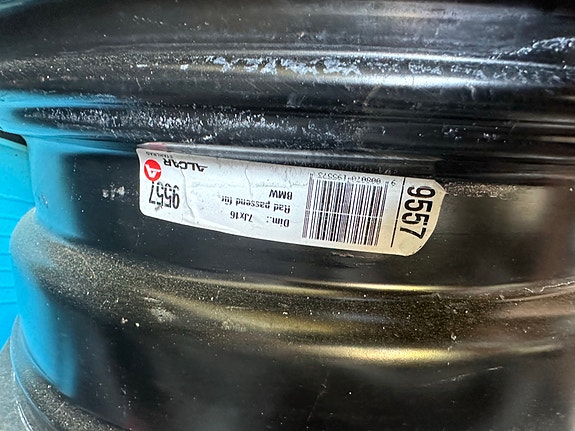 ALCAR
9557
Dim.: 7Jx16
Rad passend für
BMW
9557